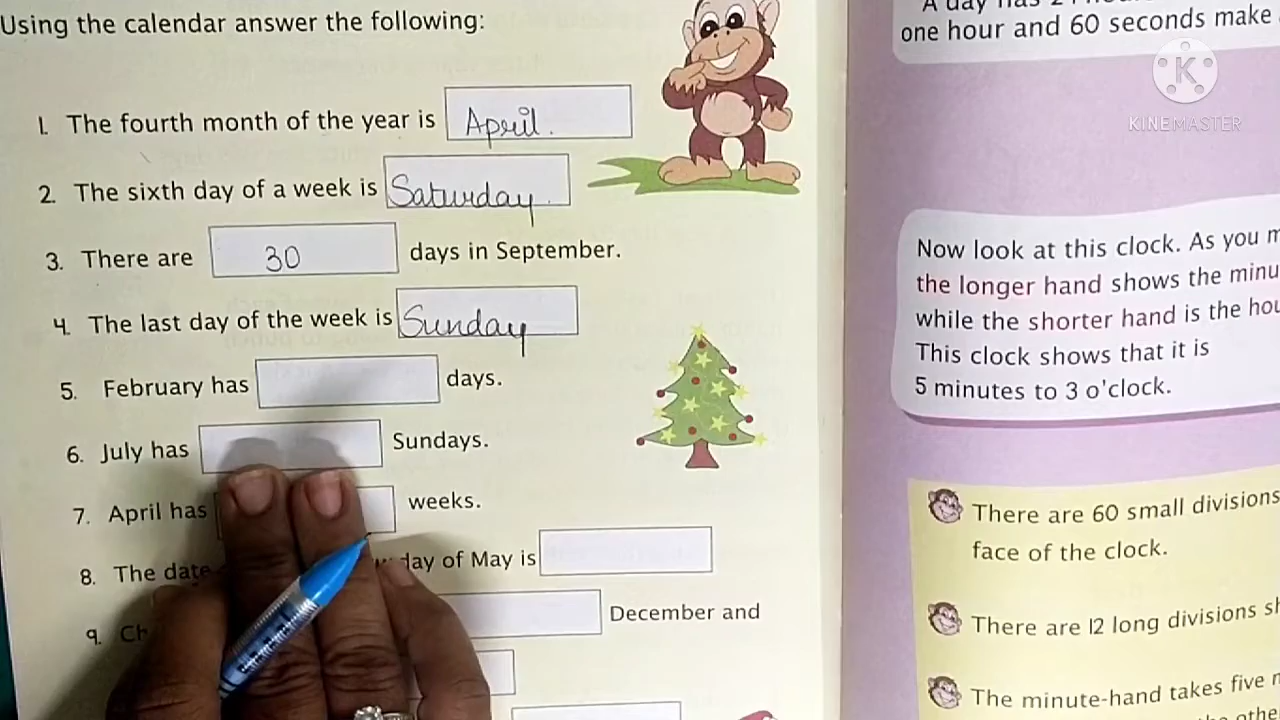 Using the calendar answer the following:
1. The fourth month of the year is April.
2. The sixth day of a week is Saturday.
3. There are 30 days in September.
4. The last day of the week is Sunday
5. February has days.
6. July has Sundays.
7. April has weeks.
8. The date day of May is
9. December and
A day has
one hour and 60 seconds make
KINEMASTER
Now look at this clock. As you
the longer hand shows the
while the shorter hand is the
This clock shows that it is
5 minutes to 3 o'clock.
There are 60 small divisions
face of the clock.
There are 12 long divisions
The minute-hand takes five